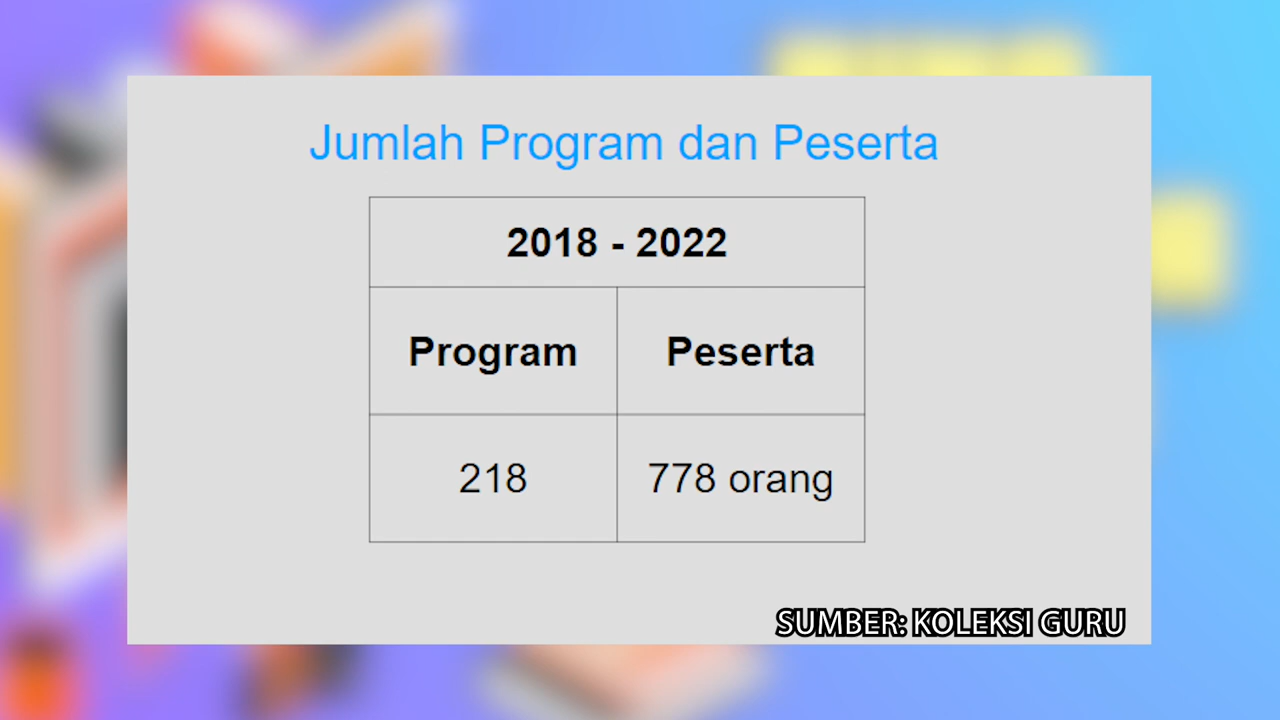 Jumlah Program dan Peserta
2018 - 2022
Program Peserta
218 778 orang
SUMBER: KOLEKSI GURU